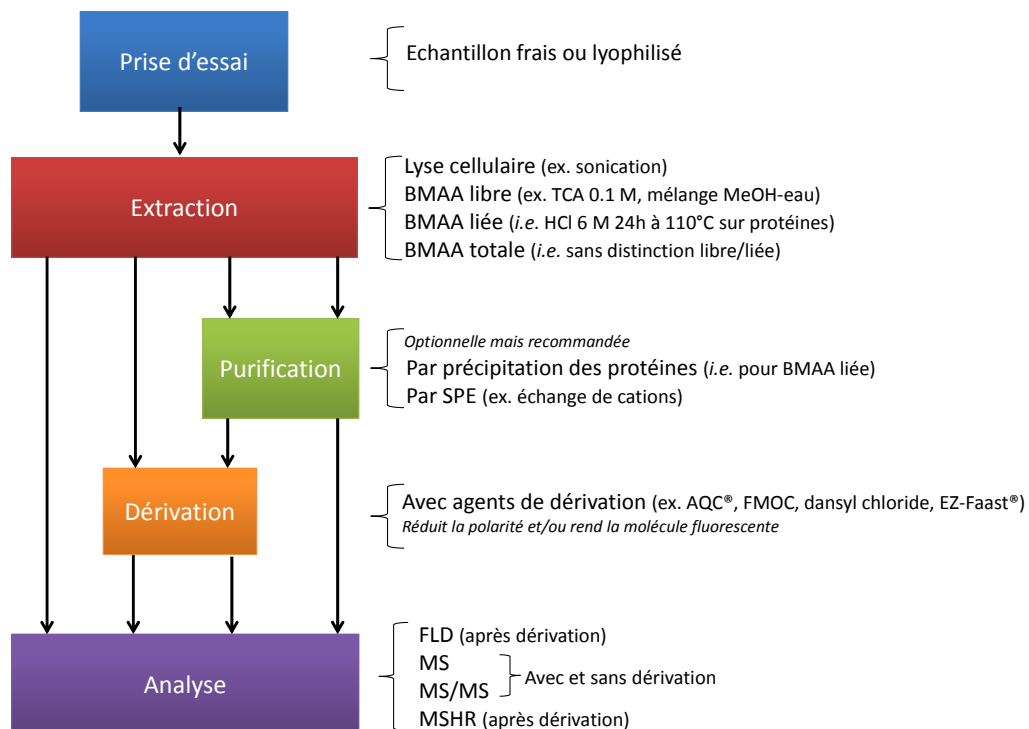 Prise d'essai
Echantillon frais ou lyophilisé
Extraction
Lyse cellulaire (ex. sonication)
BMAA libre (ex. TCA 0.1 M, mélange MeOH-eau)
BMAA liée (i.e. HCl 6 M 24h à 110°C sur protéines)
BMAA totale (i.e. sans distinction libre/liée)
Purification
Optionnelle mais recommandée
Par précipitation des protéines (i.e. pour BMAA liée)
Par SPE (ex. échange de cations)
Dérivation
Avec agents de dérivation (ex. AQC®, FMOC, dansyl chloride, EZ-Faast®)
Réduit la polarité et/ou rend la molécule fluorescente
Analyse
FLD (après dérivation)
MS
MS/MS
Avec et sans dérivation
MSHR (après dérivation)